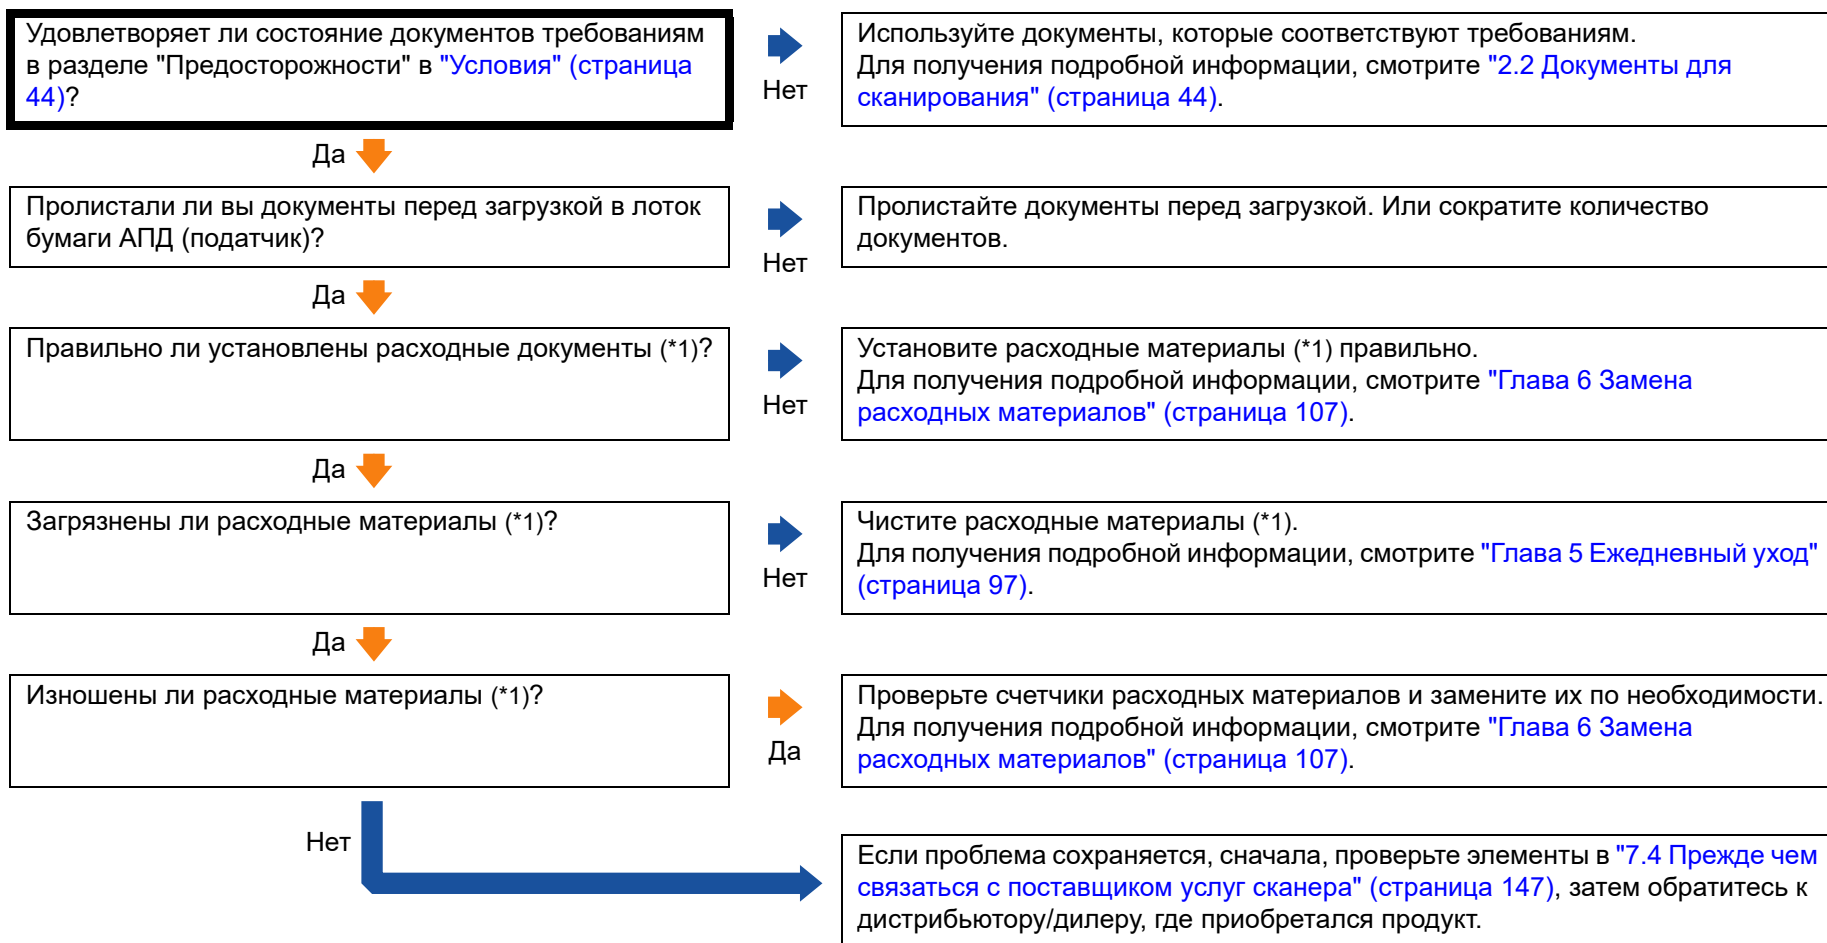 Удовлетворяет ли состояние документов требованиям
в разделе "Предосторожности" в "Условия" (страница
44)?
Нет
Используйте документы, которые соответствуют требованиям.
Для получения подробной информации, смотрите "2.2 Документы для
сканирования" (страница 44).
Да
Пролистали ли вы документы перед загрузкой в лоток
бумаги АПД (податчик)?
Нет
Пролистайте документы перед загрузкой. Или сократите количество
документов.
Да
Правильно ли установлены расходные документы (*1)?
Нет
Установите расходные материалы (*1) правильно.
Для получения подробной информации, смотрите "Глава 6 Замена
расходных материалов" (страница 107).
Да
Загрязнены ли расходные материалы (*1)?
Нет
Чистите расходные материалы (*1).
Для получения подробной информации, смотрите "Глава 5 Ежедневный уход"
(страница 97).
Да
Изношены ли расходные материалы (*1)?
Да
Проверьте счетчики расходных материалов и замените их по необходимости.
Для получения подробной информации, смотрите "Глава 6 Замена
расходных материалов" (страница 107).
Нет
Если проблема сохраняется, сначала, проверьте элементы в "7.4 Прежде чем
связаться с поставщиком услуг сканера" (страница 147), затем обратитесь к
дистрибьютору/дилеру, где приобретался продукт.